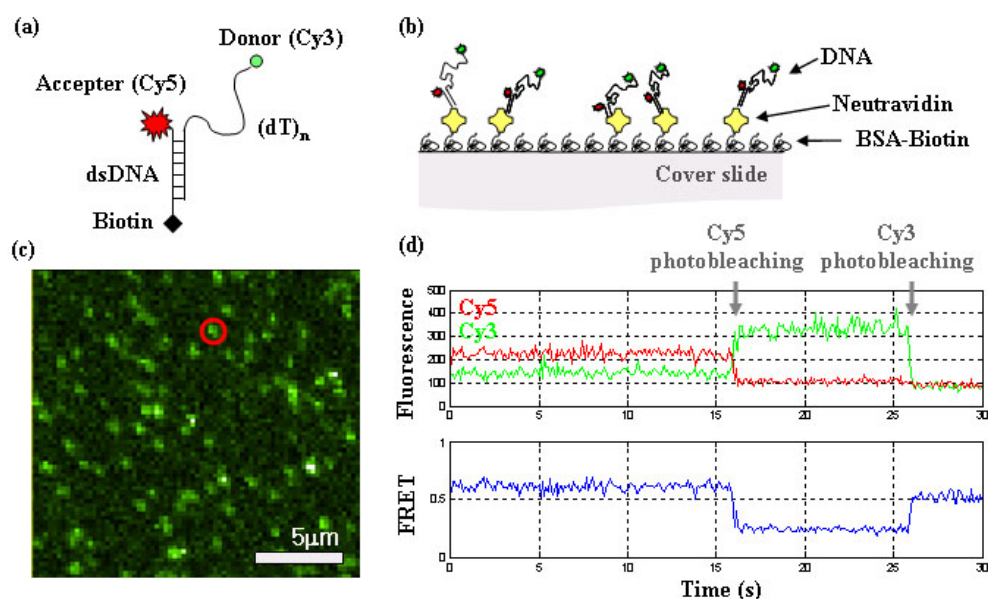 (a)
Donor (Cy3)
Accepter (Cy5)
(dT)n
dsDNA
Biotin
(b)
DNA
Neutravidin
BSA-Biotin
Cover slide
(c)
5μm
(d)
Cy5
photobleaching
Cy3
photobleaching
Fluorescence
500
400
300
200
100
0
Cy5
Cy3
0 5 10 15 20 25 30
FRET
1
0.5
0
0 5 10 15 20 25 30
Time (s)